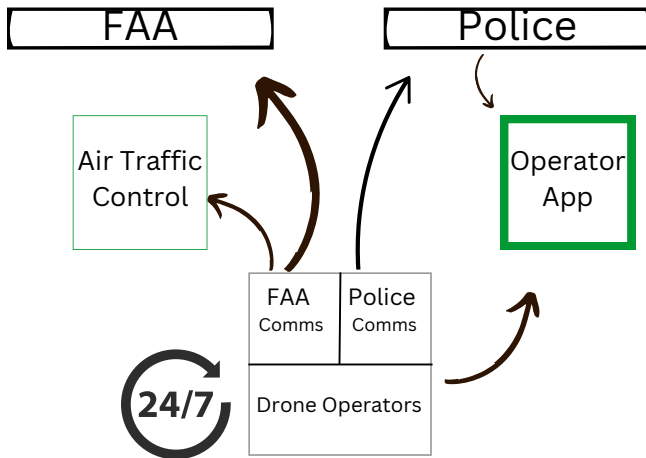 FAA
Police
Air Traffic
Control
Operator
App
FAA
Comms
Police
Comms
24/7
Drone Operators